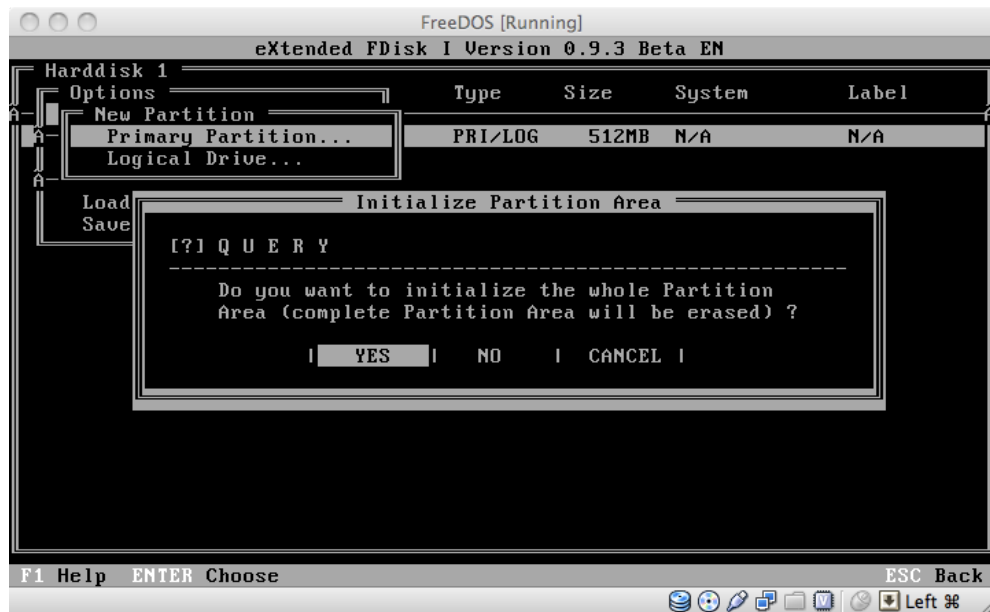 FreeDOS [Running]
eXtended FDisk I Version 0.9.3 Beta EN
Harddisk 1
Options Type Size System Label
New Partition
Primary Partition... PRI/LOG 512MB N/A N/A
Logical Drive...
Load Initialize Partition Area
Save
[?] Q U E R Y
Do you want to initialize the whole Partition
Area (complete Partition Area will be erased) ?
YES NO CANCEL
F1 Help ENTER Choose ESC Back
Left ⌘